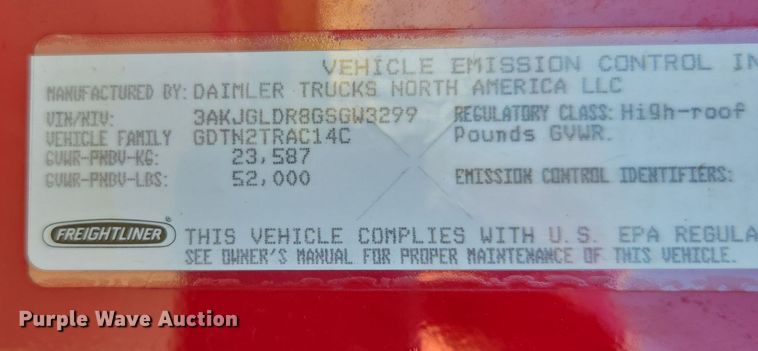 VEHICLE EMISSION CONTROL IN
MANUFACTURED BY: DAIMLER TRUCKS NORTH AMERICA LLC
VIN/NIV: 3AKJGLDR8GSGW3299 REGULATORY CLASS: High-roof
VEHICLE FAMILY GDTN2TRAC14C Pounds GVWR.
GVWR-PNBV-KG: 23,587
GVWR-PNBV-LBS: 52,000 EMISSION CONTROL IDENTIFIERS:
FREIGHTLINER®
THIS VEHICLE COMPLIES WITH U.S. EPA REGULA
SEE OWNER'S MANUAL FOR PROPER MAINTENANCE OF THIS VEHICLE.
Purple Wave Auction